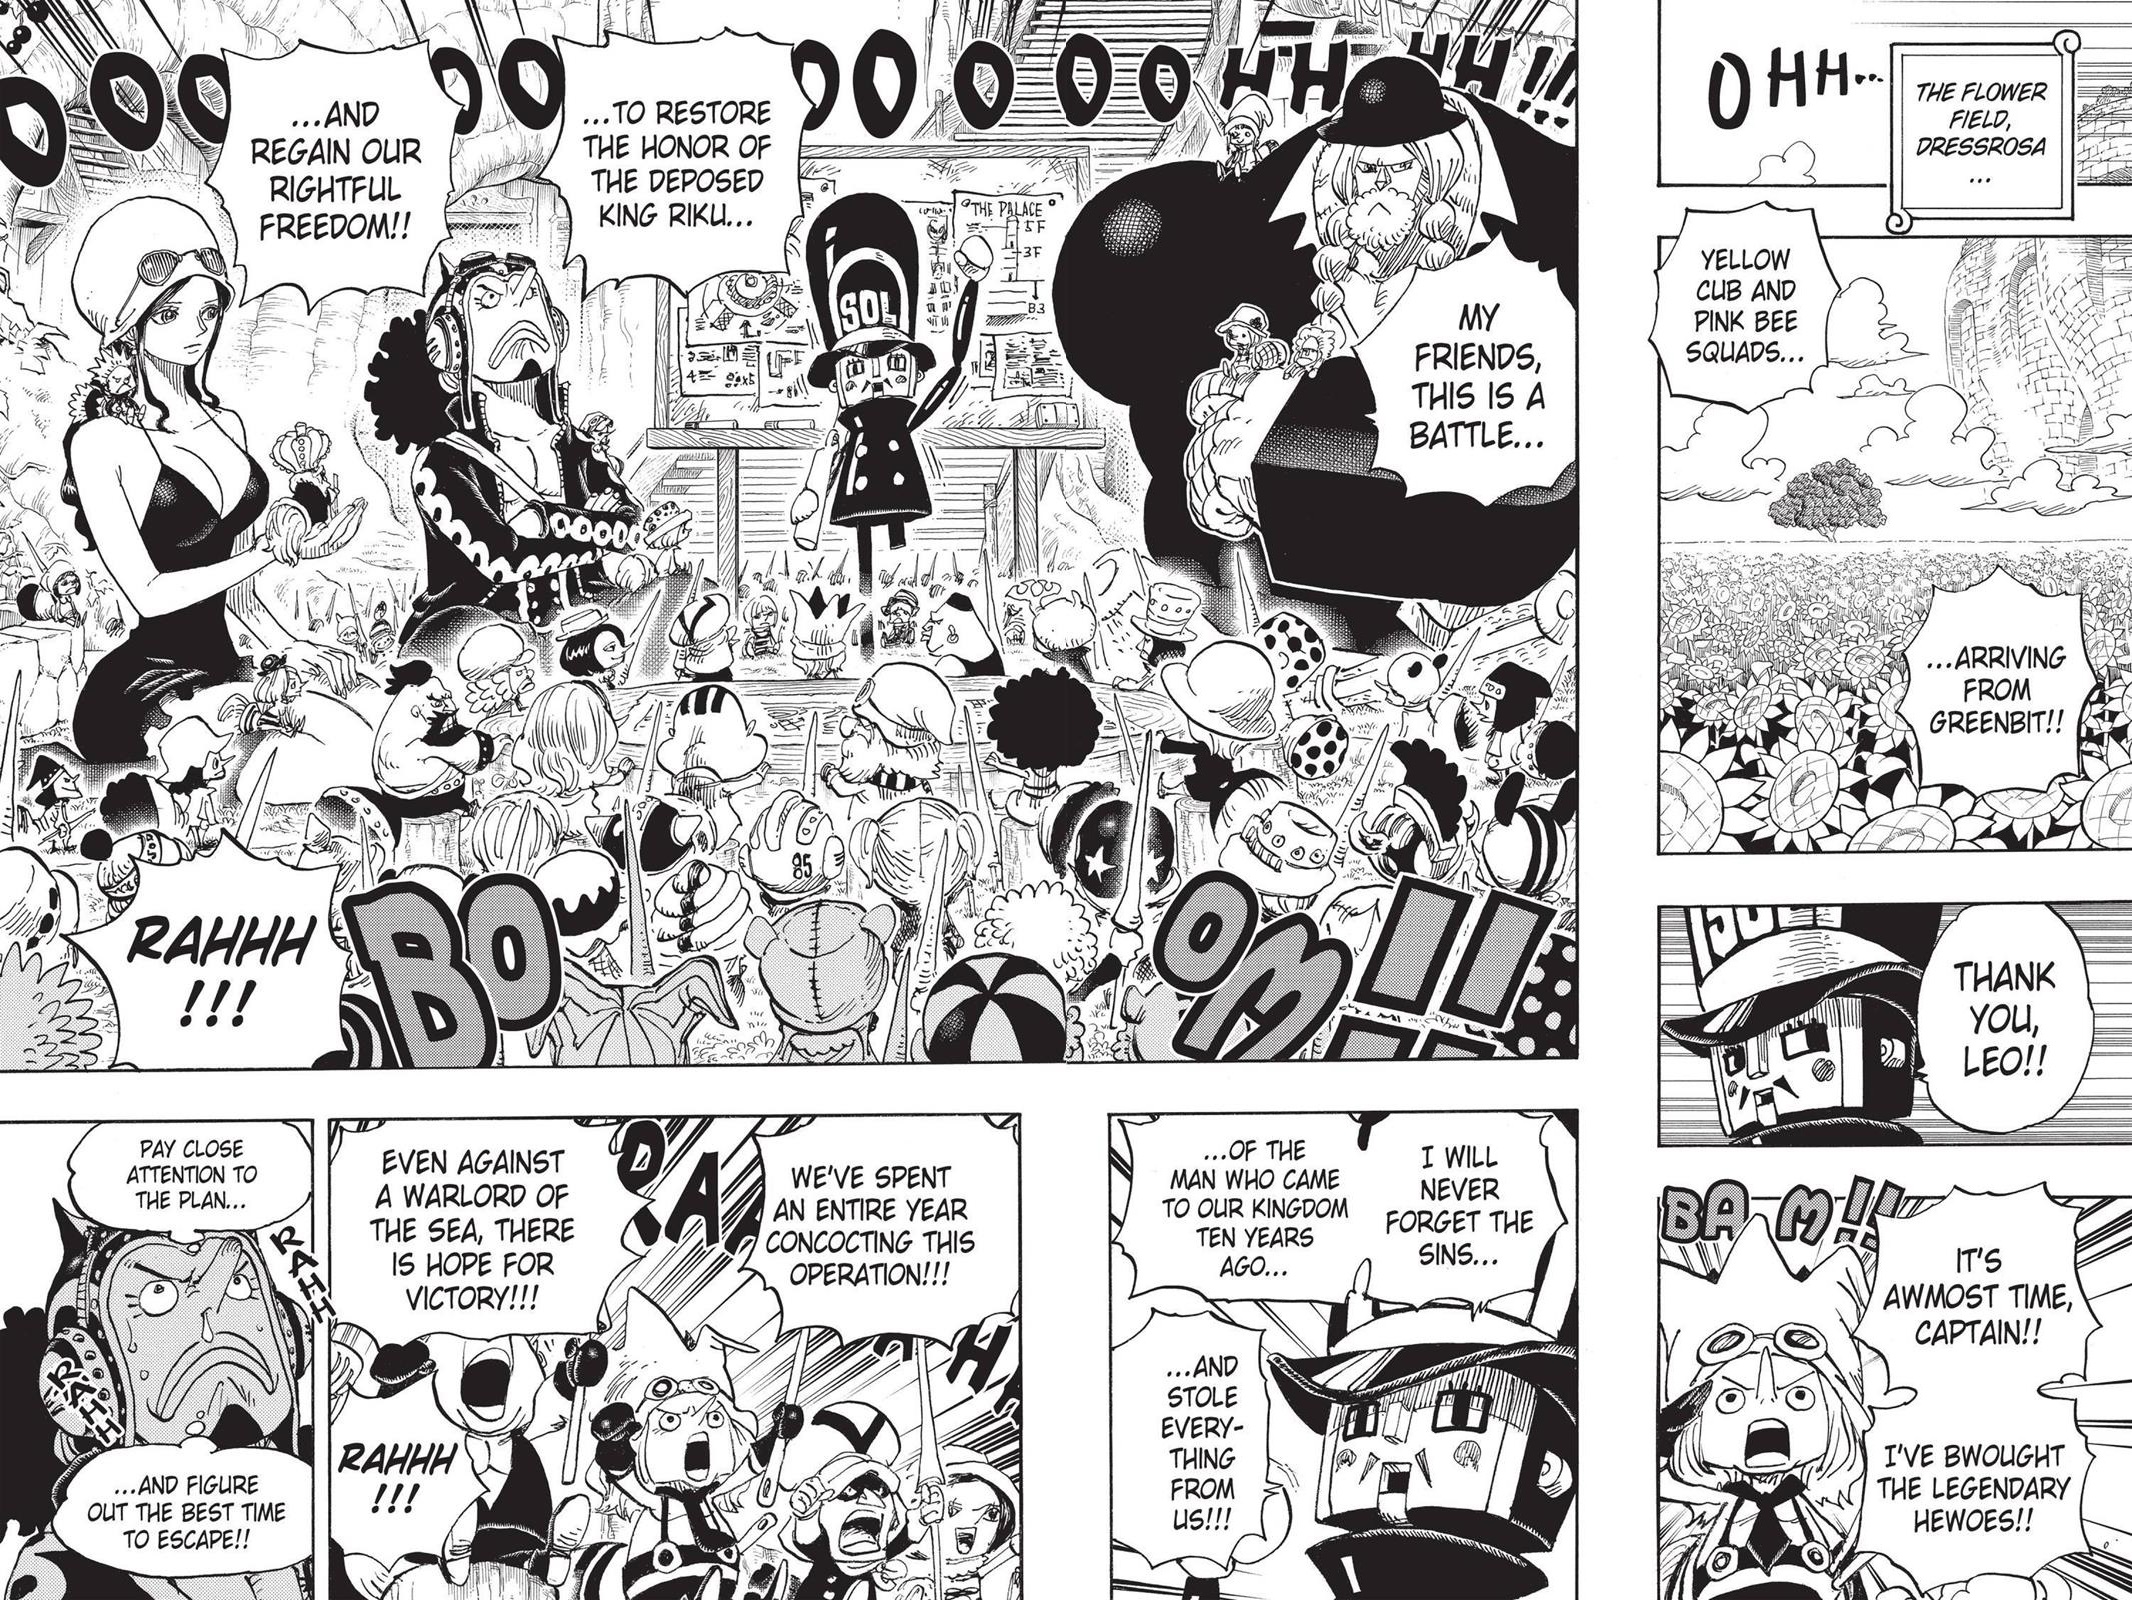 OHH...
THE FLOWER
FIELD,
DRESSROSA
...
YELLOW
CUB AND
PINK BEE
SQUADS...
...ARRIVING
FROM
GREENBIT!!
THANK
YOU,
LEO!!
BAM!!
IT'S
AWMOST TIME,
CAPTAIN!!
I'VE BWOUGHT
THE LEGENDARY
HEWOES!!
OOOOOOOOOHHHH!!!
MY
FRIENDS,
THIS IS A
BATTLE...
...TO RESTORE
THE HONOR OF
THE DEPOSED
KING RIKU...
...AND
REGAIN OUR
RIGHTFUL
FREEDOM!!
THE PALACE
5F
3F
B3
SOL
85
BOOM!!
RAHHH
!!!
I WILL
NEVER
FORGET THE
SINS...
...OF THE
MAN WHO CAME
TO OUR KINGDOM
TEN YEARS
AGO...
...AND
STOLE
EVERY-
THING
FROM
US!!!
WE'VE SPENT
AN ENTIRE YEAR
CONCOCTING THIS
OPERATION!!!
EVEN AGAINST
A WARLORD OF
THE SEA, THERE
IS HOPE FOR
VICTORY!!!
RAHHH
!!!
PAY CLOSE
ATTENTION TO
THE PLAN...
RAHH
RAHH
...AND FIGURE
OUT THE BEST TIME
TO ESCAPE!!